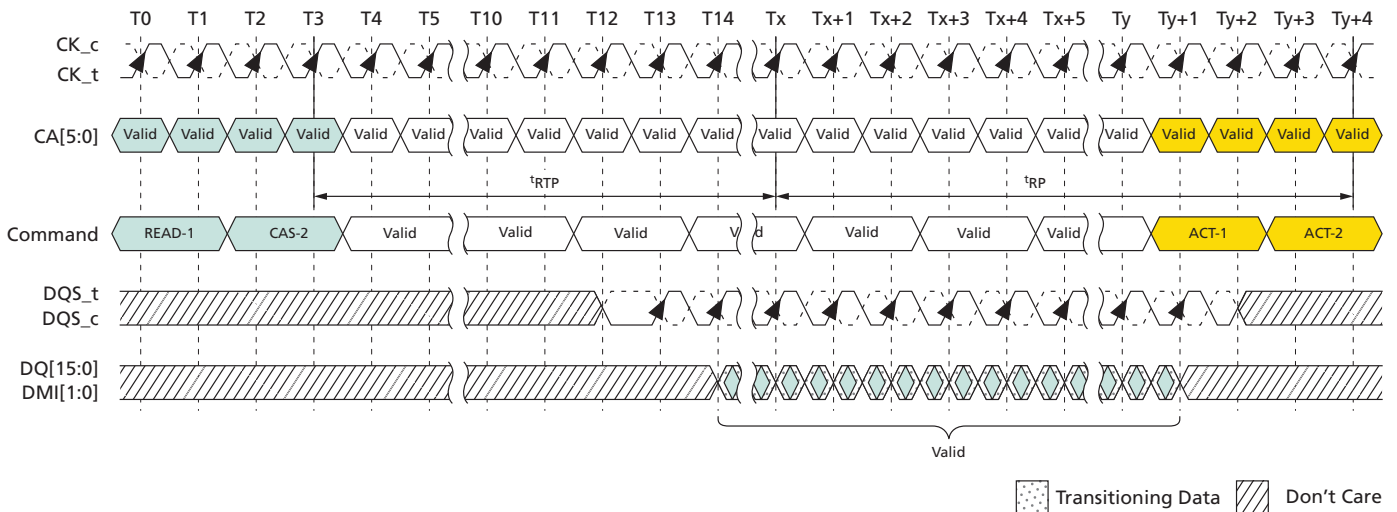 T0 T1 T2 T3 T4 T5 T10 T11 T12 T13 T14 Tx Tx+1 Tx+2 Tx+3 Tx+4 Tx+5 Ty Ty+1 Ty+2 Ty+3 Ty+4
CK_c
CK_t
CA[5:0] Valid Valid Valid Valid Valid Valid Valid Valid Valid Valid Valid Valid Valid Valid Valid Valid Valid Valid Valid Valid Valid Valid
tRTP tRP
Command READ-1 CAS-2 Valid Valid Valid Valid Valid Valid Valid ACT-1 ACT-2
DQS_t
DQS_c
DQ[15:0]
DMI[1:0]
Valid
Transitioning Data Don't Care